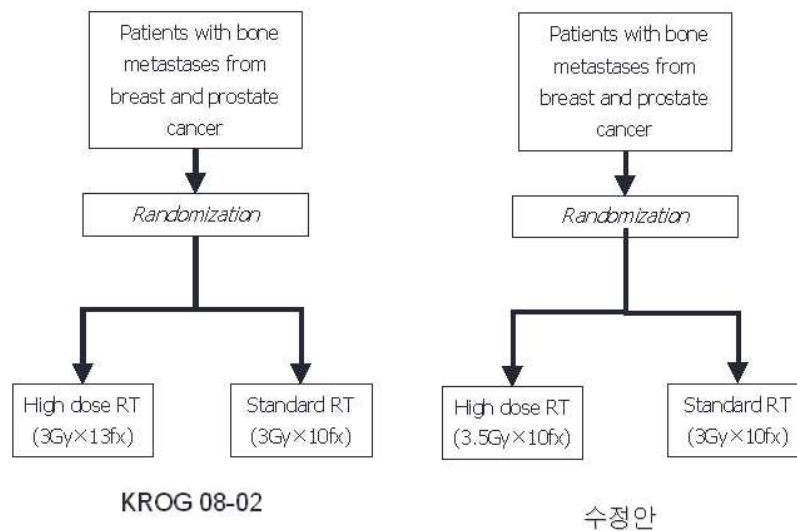 Patients with bone
metastases from
breast and prostate
cancer
Randomization
High dose RT
(3Gy×13fx)
Standard RT
(3Gy×10fx)
KROG 08-02
Patients with bone
metastases from
breast and prostate
cancer
Randomization
High dose RT
(3.5Gy×10fx)
Standard RT
(3Gy×10fx)
수정안